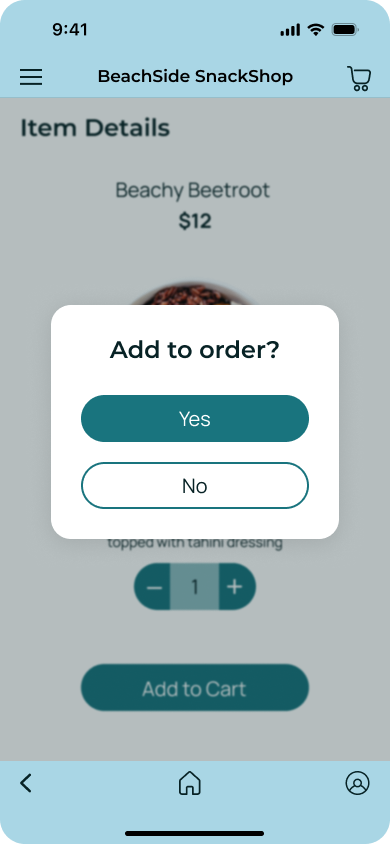 9:41
BeachSide SnackShop
Item Details
Beachy Beetroot
$12
Add to order?
Yes
No
topped with tahini dressing
1
Add to Cart